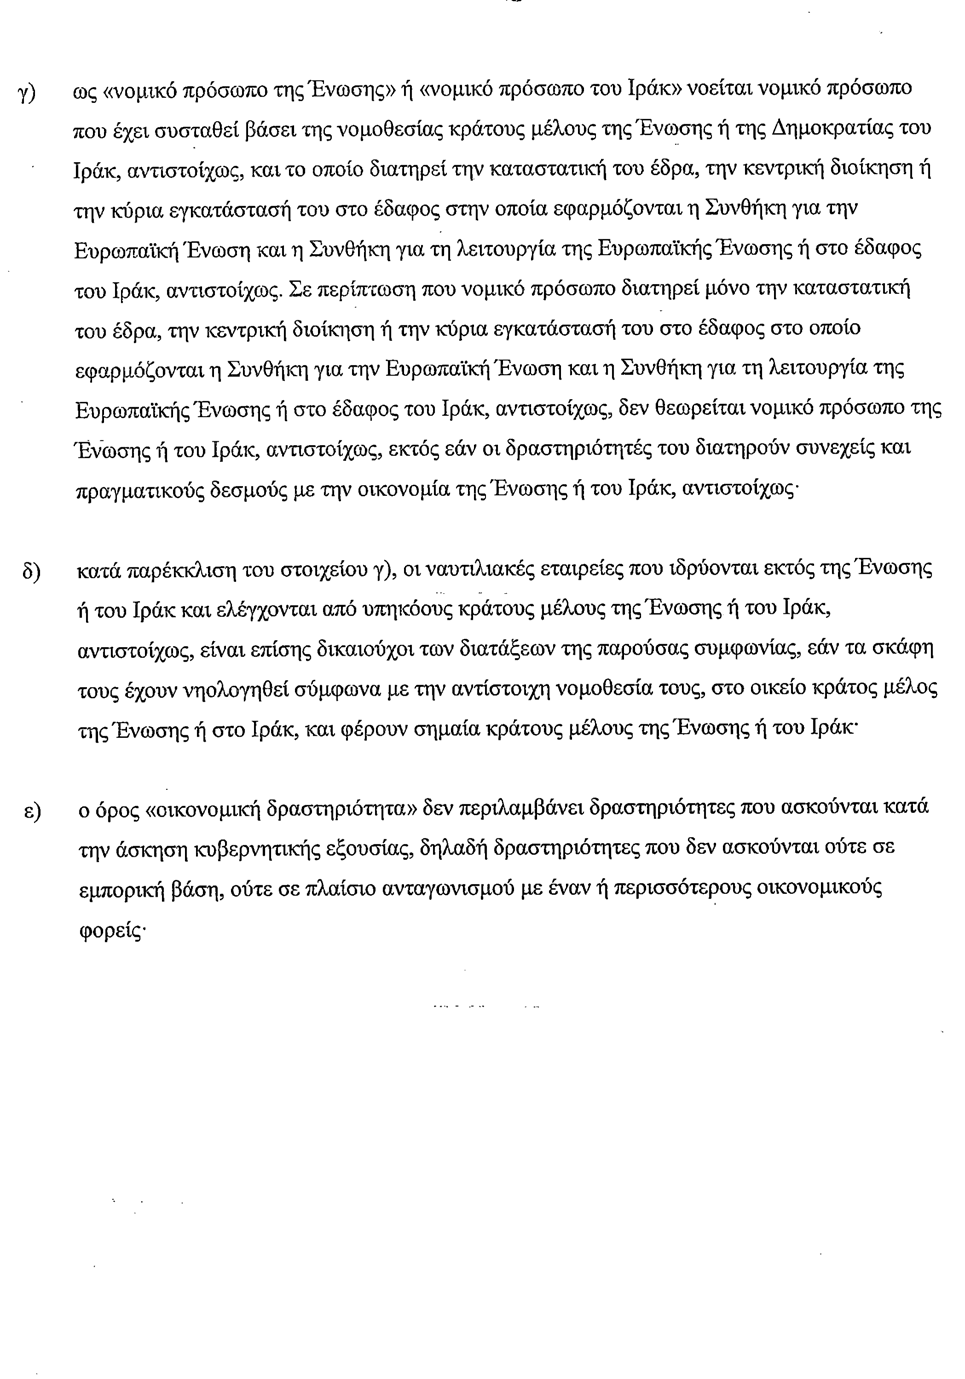 γ) ως «νομικό πρόσωπο της Ένωσης» ή «νομικό πρόσωπο του Ιράκ» νοείται νομικό πρόσωπο
που έχει συσταθεί βάσει της νομοθεσίας κράτους μέλους της Ένωσης ή της Δημοκρατίας του
Ιράκ, αντιστοίχως, και το οποίο διατηρεί την καταστατική του έδρα, την κεντρική διοίκηση ή
την κύρια εγκατάστασή του στο έδαφος στην οποία εφαρμόζονται η Συνθήκη για την
Ευρωπαϊκή Ένωση και η Συνθήκη για τη λειτουργία της Ευρωπαϊκής Ένωσης ή στο έδαφος
του Ιράκ, αντιστοίχως. Σε περίπτωση που νομικό πρόσωπο διατηρεί μόνο την καταστατική
του έδρα, την κεντρική διοίκηση ή την κύρια εγκατάστασή του στο έδαφος στο οποίο
εφαρμόζονται η Συνθήκη για την Ευρωπαϊκή Ένωση και η Συνθήκη για τη λειτουργία της
Ευρωπαϊκής Ένωσης ή στο έδαφος του Ιράκ, αντιστοίχως, δεν θεωρείται νομικό πρόσωπο της
Ένωσης ή του Ιράκ, αντιστοίχως, εκτός εάν οι δραστηριότητές του διατηρούν συνεχείς και
πραγματικούς δεσμούς με την οικονομία της Ένωσης ή του Ιράκ, αντιστοίχως·
δ) κατά παρέκκλιση του στοιχείου γ), οι ναυτιλιακές εταιρείες που ιδρύονται εκτός της Ένωσης
ή του Ιράκ και ελέγχονται από υπηκόους κράτους μέλους της Ένωσης ή του Ιράκ,
αντιστοίχως, είναι επίσης δικαιούχοι των διατάξεων της παρούσας συμφωνίας, εάν τα σκάφη
τους έχουν νηολογηθεί σύμφωνα με την αντίστοιχη νομοθεσία τους, στο οικείο κράτος μέλος
της Ένωσης ή στο Ιράκ, και φέρουν σημαία κράτους μέλους της Ένωσης ή του Ιράκ·
ε) ο όρος «οικονομική δραστηριότητα» δεν περιλαμβάνει δραστηριότητες που ασκούνται κατά
την άσκηση κυβερνητικής εξουσίας, δηλαδή δραστηριότητες που δεν ασκούνται ούτε σε
εμπορική βάση, ούτε σε πλαίσιο ανταγωνισμού με έναν ή περισσότερους οικονομικούς
φορείς·